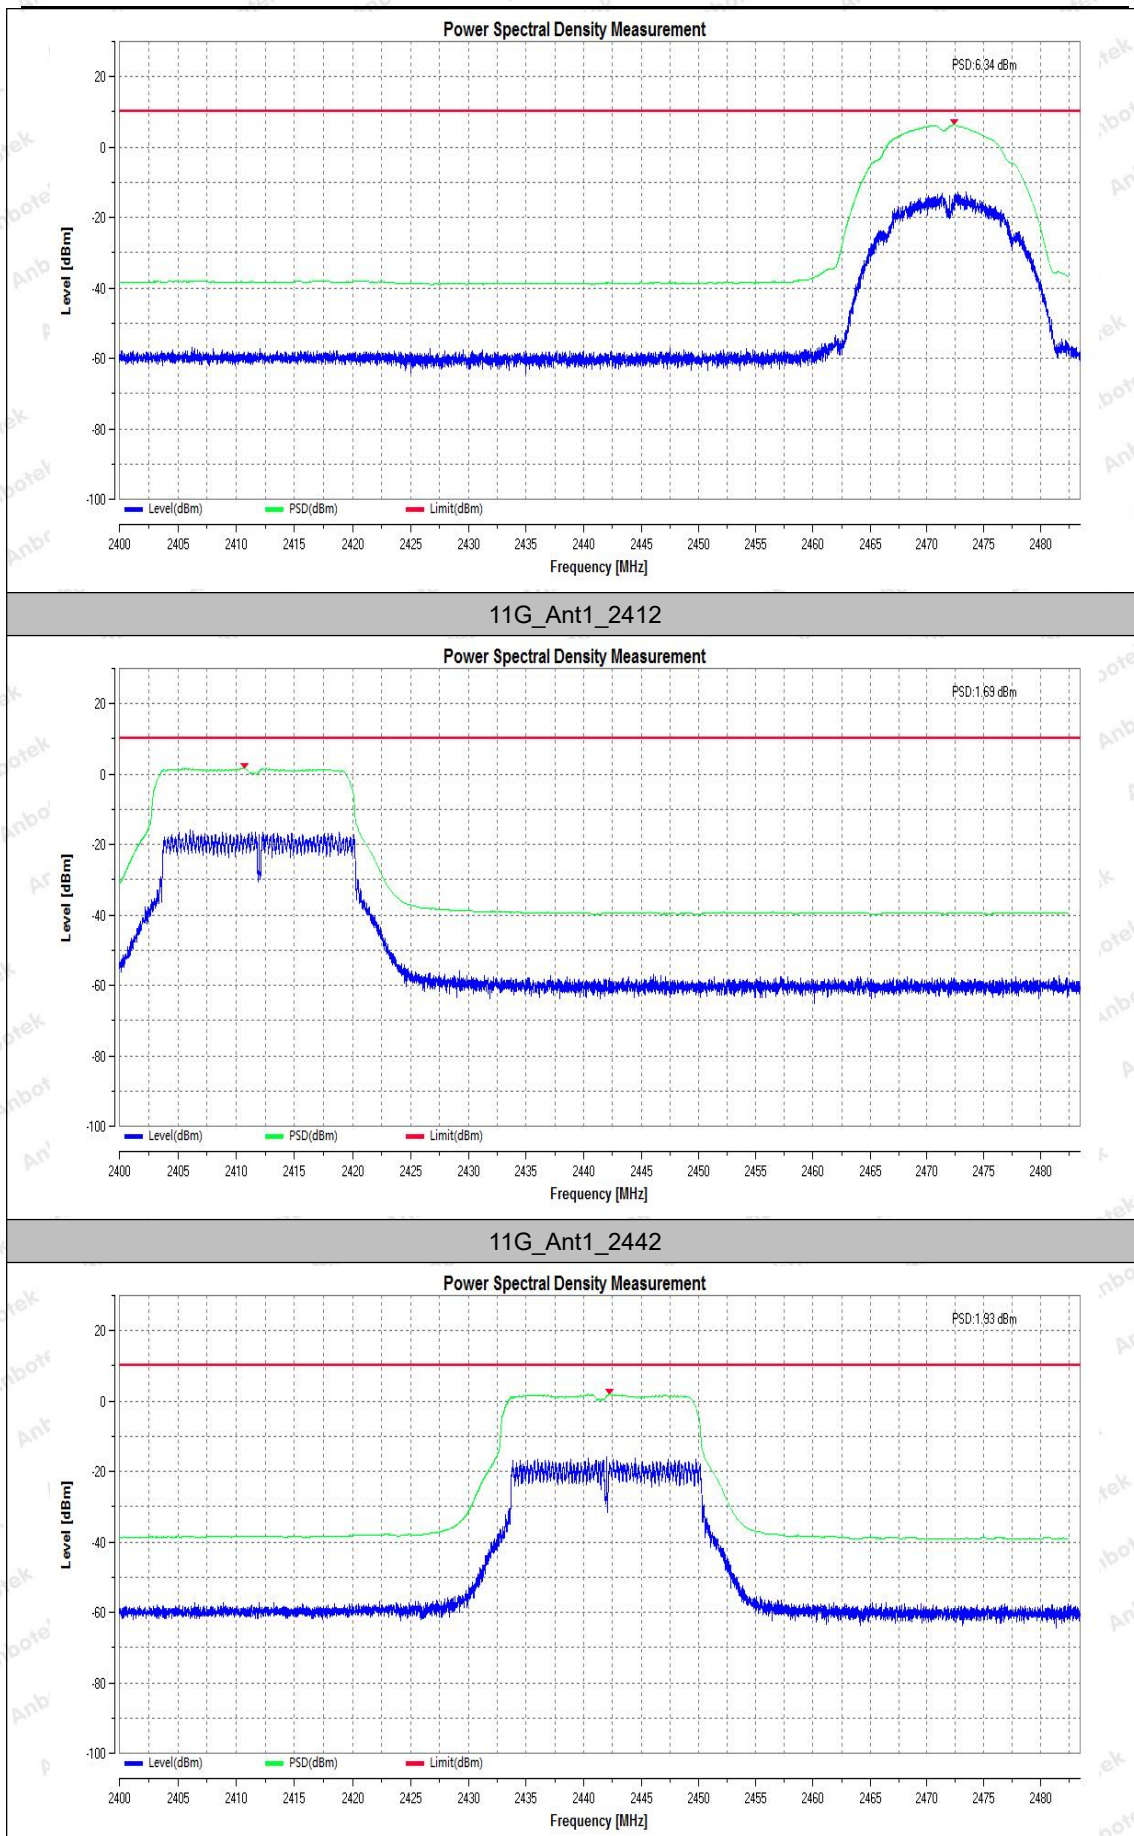 Power Spectral Density Measurement
PSD:6.34 dBm
Level [dBm]
20
0
-20
-40
-60
-80
-100
Level(dBm) PSD(dBm) Limit(dBm)
2400 2405 2410 2415 2420 2425 2430 2435 2440 2445 2450 2455 2460 2465 2470 2475 2480
Frequency [MHz]
11G_Ant1_2412
Power Spectral Density Measurement
PSD:1.69 dBm
Level [dBm]
20
0
-20
-40
-60
-80
-100
Level(dBm) PSD(dBm) Limit(dBm)
2400 2405 2410 2415 2420 2425 2430 2435 2440 2445 2450 2455 2460 2465 2470 2475 2480
Frequency [MHz]
11G_Ant1_2442
Power Spectral Density Measurement
PSD:1.93 dBm
Level [dBm]
20
0
-20
-40
-60
-80
-100
Level(dBm) PSD(dBm) Limit(dBm)
2400 2405 2410 2415 2420 2425 2430 2435 2440 2445 2450 2455 2460 2465 2470 2475 2480
Frequency [MHz]